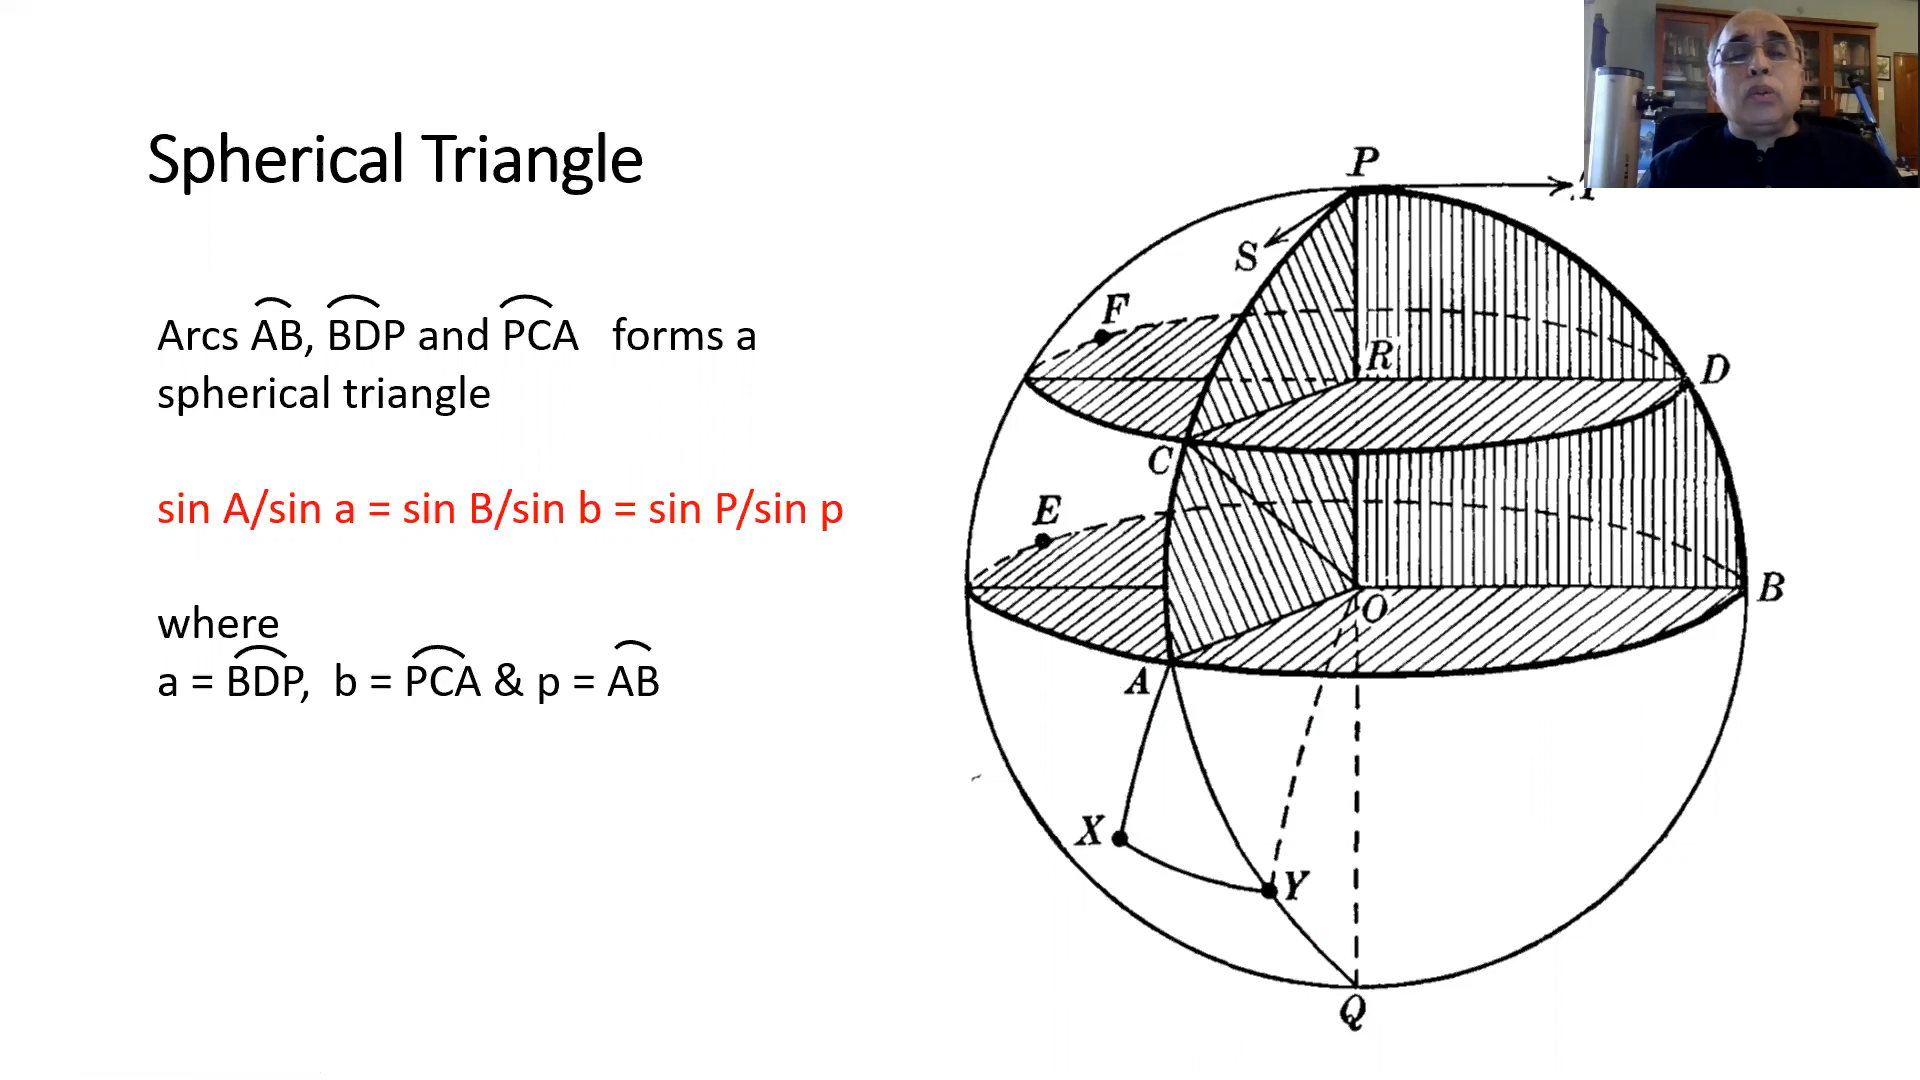 Spherical Triangle
Arcs AB, BDP and PCA forms a
spherical triangle
sin A/sin a = sin B/sin b = sin P/sin p
where
a = BDP, b = PCA & p = AB
P
S
F
R
D
C
E
O
B
A
X
Y
Q